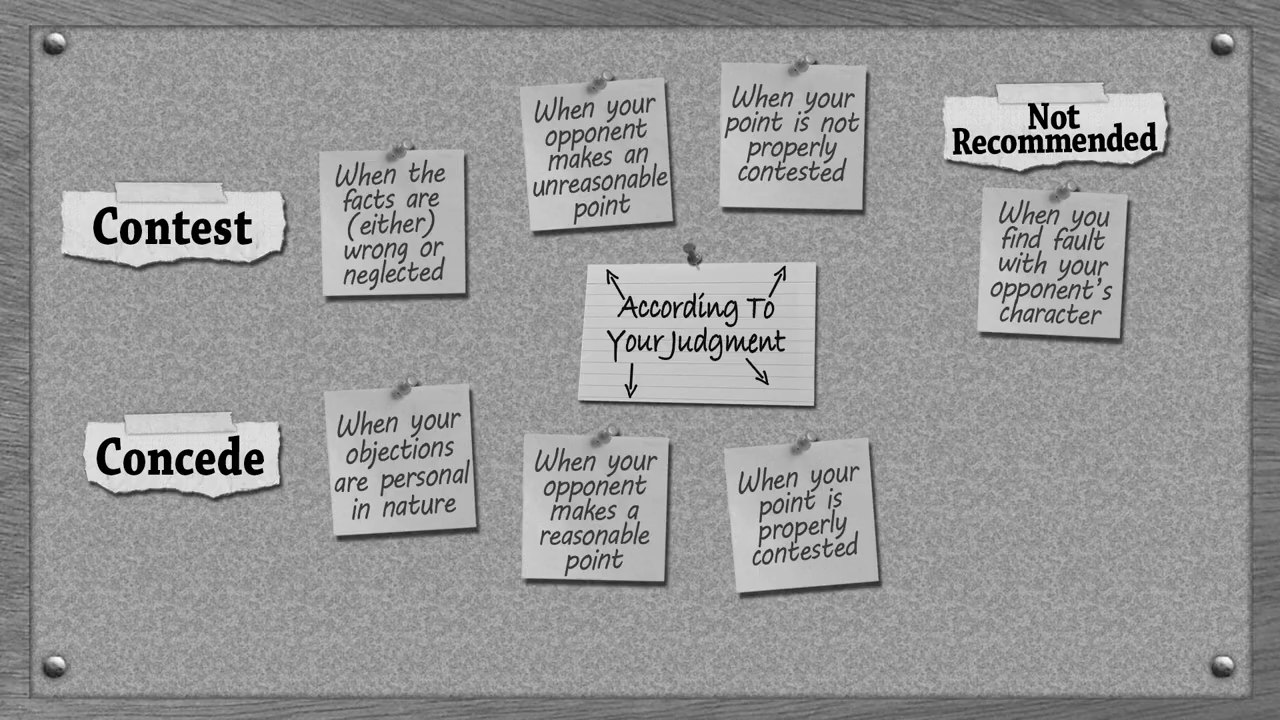 Contest
When the
facts are
(either)
wrong or
neglected
When your
opponent
makes an
unreasonable
point
When your
point is not
properly
contested
Not
Recommended
When you
find fault
with your
opponent's
character
According To
Your Judgment
Concede
When your
objections
are personal
in nature
When your
opponent
makes a
reasonable
point
When your
point is
properly
contested